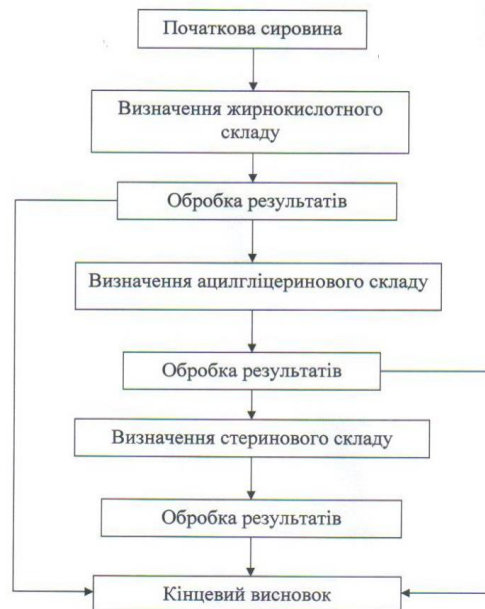 Початкова сировина
Визначення жирнокислотного
складу
Обробка результатів
Визначення ацилгліцеринового складу
Обробка результатів
Визначення стеринового складу
Обробка результатів
Кінцевий висновок